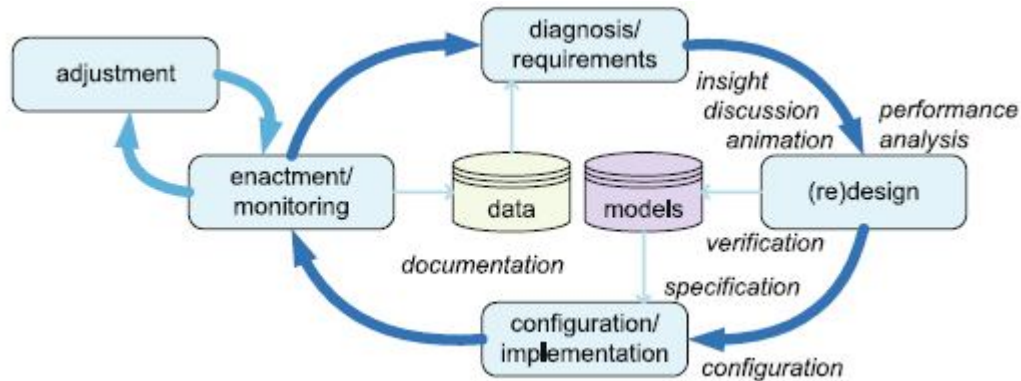 diagnosis/
requirements
adjustment
insight
discussion
animation
performance
analysis
enactment/
monitoring
data
models
(re)design
verification
documentation
specification
configuration/
implementation
configuration